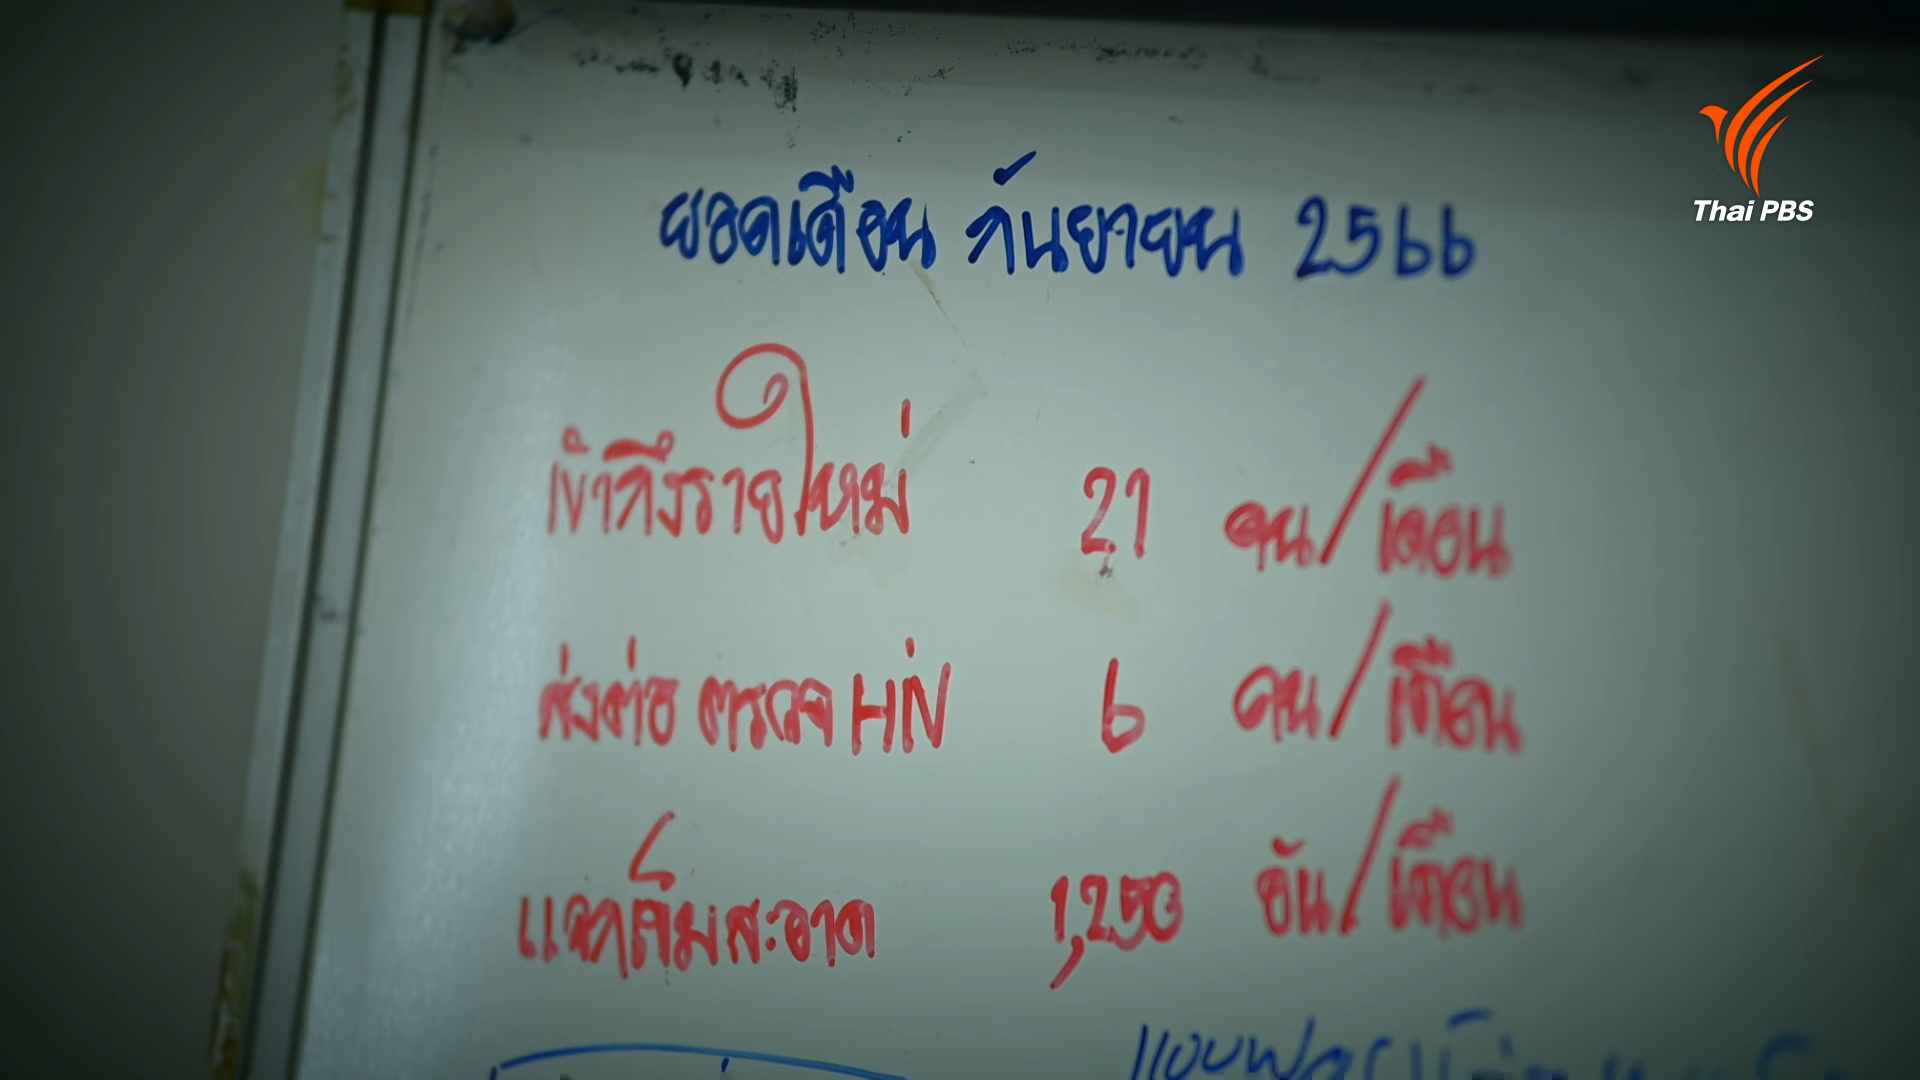 Thai PBS
ยอดเดือน กันยายน 2566
เข้าถึงรายใหม่ 21 คน/เดือน
ส่งต่อ ตรวจ HIV 6 คน/เดือน
แจกเข็มสะอาด 1,250 อัน/เดือน